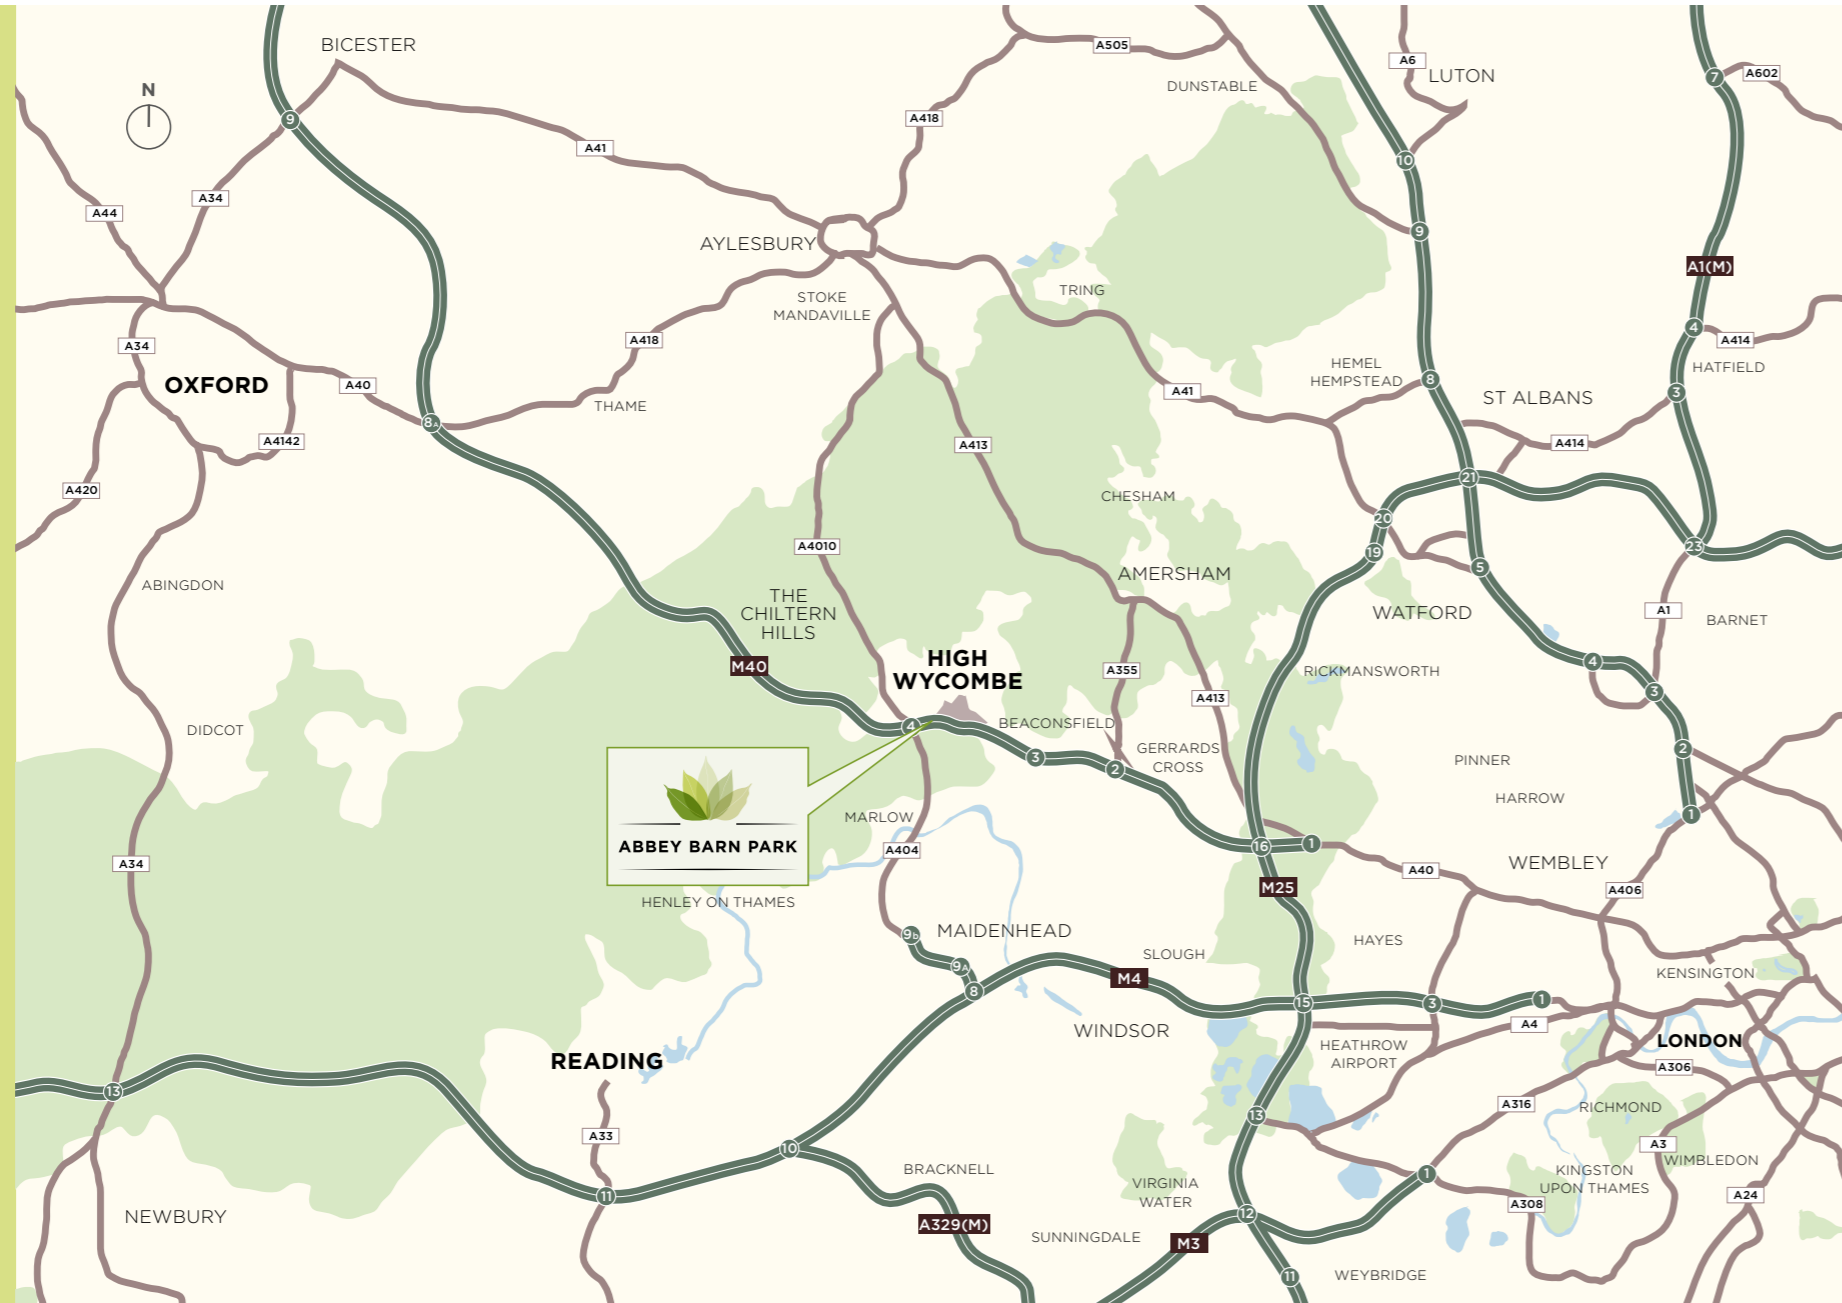 BICESTER
A505
A6
LUTON
7
A602
DUNSTABLE
N
9
A418
A41
10
A34
A44
9
AYLESBURY
A1(M)
TRING
STOKE
MANDAVILLE
4
A414
A418
A34
HATFIELD
HEMEL
HEMPSTEAD
8
3
OXFORD
A40
A41
ST ALBANS
THAME
8A
A4142
A413
A414
21
A420
CHESHAM
20
A4010
23
19
5
ABINGDON
AMERSHAM
THE
CHILTERN
HILLS
WATFORD
A1
BARNET
HIGH
WYCOMBE
M40
A355
RICKMANSWORTH
4
3
A413
DIDCOT
4
BEACONSFIELD
2
GERRARDS
CROSS
3
2
PINNER
HARROW
MARLOW
1
ABBEY BARN PARK
A404
16
1
A34
WEMBLEY
A40
M25
A406
HENLEY ON THAMES
9b
MAIDENHEAD
HAYES
SLOUGH
9A
M4
KENSINGTON
8
15
3
1
A4
WINDSOR
HEATHROW
AIRPORT
LONDON
READING
A306
13
A316
RICHMOND
13
A33
10
A3
WIMBLEDON
BRACKNELL
1
KINGSTON
UPON THAMES
VIRGINIA
WATER
11
A308
A24
NEWBURY
A329(M)
12
SUNNINGDALE
M3
11
WEYBRIDGE